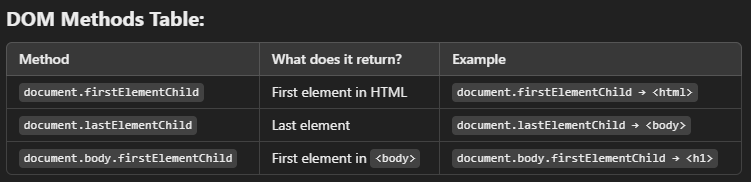 DOM Methods Table:
Method What does it return? Example
document.firstElementChild First element in HTML document.firstElementChild → <html>
document.lastElementChild Last element document.lastElementChild → <body>
document.body.firstElementChild First element in <body> document.body.firstElementChild → <h1>